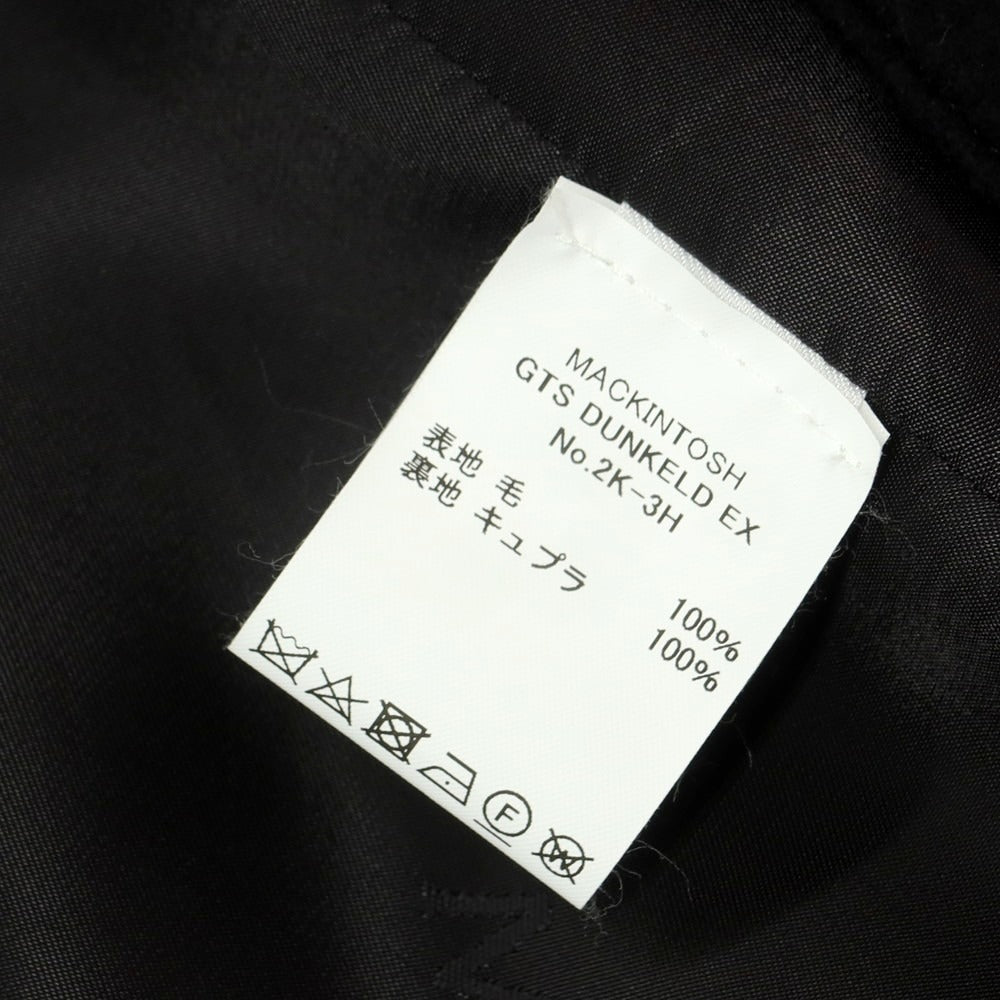 MACKINTOSH
GTS DUNKELD EX
No.2K-3H
表地 毛 100%
裏地 キュプラ 100%
F W